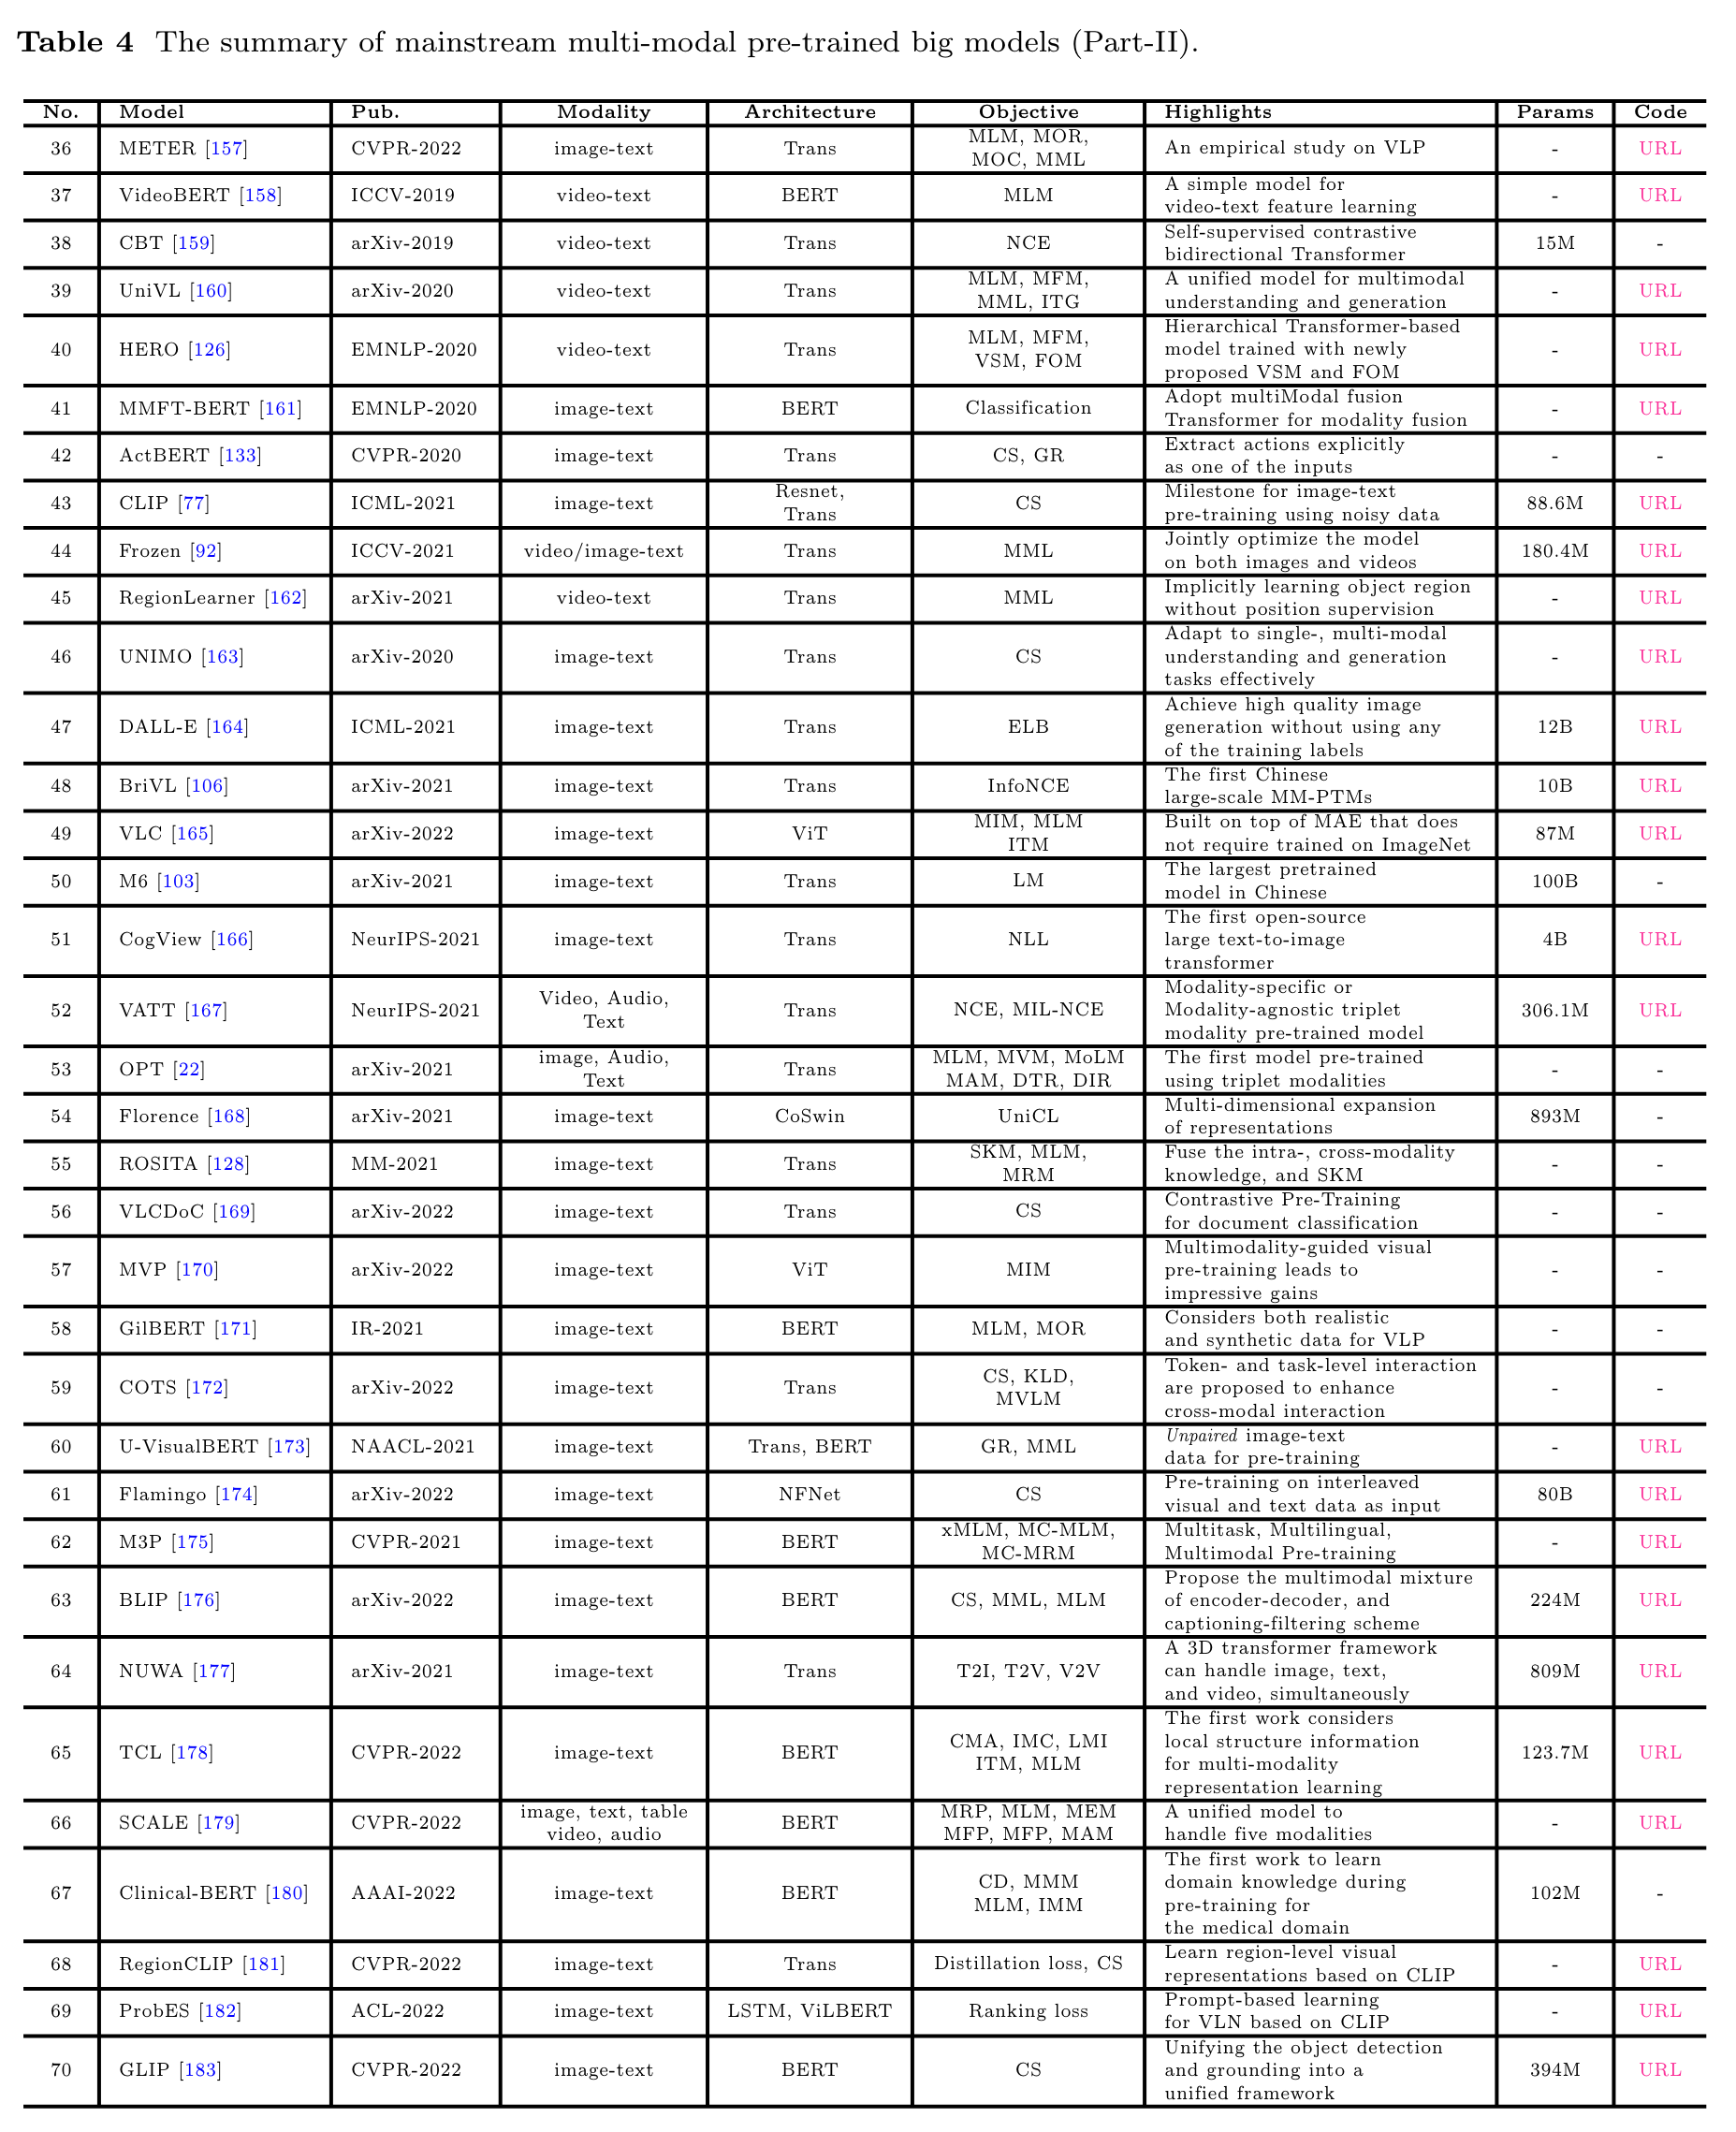 Table 4 The summary of mainstream multi-modal pre-trained big models (Part-II).
No. Model Pub. Modality Architecture Objective Highlights Params Code
36 METER [157] CVPR-2022 image-text Trans MLM, MOR, MOC, MML An empirical study on VLP - URL
37 VideoBERT [158] ICCV-2019 video-text BERT MLM A simple model for video-text feature learning - URL
38 CBT [159] arXiv-2019 video-text Trans NCE Self-supervised contrastive bidirectional Transformer 15M -
39 UniVL [160] arXiv-2020 video-text Trans MLM, MFM, MML, ITG A unified model for multimodal understanding and generation - URL
40 HERO [126] EMNLP-2020 video-text Trans MLM, MFM, VSM, FOM Hierarchical Transformer-based model trained with newly proposed VSM and FOM - URL
41 MMFT-BERT [161] EMNLP-2020 image-text BERT Classification Adopt multiModal fusion Transformer for modality fusion - URL
42 ActBERT [133] CVPR-2020 image-text Trans CS, GR Extract actions explicitly as one of the inputs - -
43 CLIP [77] ICML-2021 image-text Resnet, Trans CS Milestone for image-text pre-training using noisy data 88.6M URL
44 Frozen [92] ICCV-2021 video/image-text Trans MML Jointly optimize the model on both images and videos 180.4M URL
45 RegionLearner [162] arXiv-2021 video-text Trans MML Implicitly learning object region without position supervision - URL
46 UNIMO [163] arXiv-2020 image-text Trans CS Adapt to single-, multi-modal understanding and generation tasks effectively - URL
47 DALL-E [164] ICML-2021 image-text Trans ELB Achieve high quality image generation without using any of the training labels 12B URL
48 BriVL [106] arXiv-2021 image-text Trans InfoNCE The first Chinese large-scale MM-PTMs 10B URL
49 VLC [165] arXiv-2022 image-text ViT MIM, MLM ITM Built on top of MAE that does not require trained on ImageNet 87M URL
50 M6 [103] arXiv-2021 image-text Trans LM The largest pretrained model in Chinese 100B -
51 CogView [166] NeurIPS-2021 image-text Trans NLL The first open-source large text-to-image transformer 4B URL
52 VATT [167] NeurIPS-2021 Video, Audio, Text Trans NCE, MIL-NCE Modality-specific or Modality-agnostic triplet modality pre-trained model 306.1M URL
53 OPT [22] arXiv-2021 image, Audio, Text Trans MLM, MVM, MoLM MAM, DTR, DIR The first model pre-trained using triplet modalities - -
54 Florence [168] arXiv-2021 image-text CoSwin UniCL Multi-dimensional expansion of representations 893M -
55 ROSITA [128] MM-2021 image-text Trans SKM, MLM, MRM Fuse the intra-, cross-modality knowledge, and SKM - -
56 VLCDoC [169] arXiv-2022 image-text Trans CS Contrastive Pre-Training for document classification - -
57 MVP [170] arXiv-2022 image-text ViT MIM Multimodality-guided visual pre-training leads to impressive gains - -
58 GilBERT [171] IR-2021 image-text BERT MLM, MOR Considers both realistic and synthetic data for VLP - -
59 COTS [172] arXiv-2022 image-text Trans CS, KLD, MVLM Token- and task-level interaction are proposed to enhance cross-modal interaction - -
60 U-VisualBERT [173] NAACL-2021 image-text Trans, BERT GR, MML Unpaired image-text data for pre-training - URL
61 Flamingo [174] arXiv-2022 image-text NFNet CS Pre-training on interleaved visual and text data as input 80B URL
62 M3P [175] CVPR-2021 image-text BERT xMLM, MC-MLM, MC-MRM Multitask, Multilingual, Multimodal Pre-training - URL
63 BLIP [176] arXiv-2022 image-text BERT CS, MML, MLM Propose the multimodal mixture of encoder-decoder, and captioning-filtering scheme 224M URL
64 NUWA [177] arXiv-2021 image-text Trans T2I, T2V, V2V A 3D transformer framework can handle image, text, and video, simultaneously 809M URL
65 TCL [178] CVPR-2022 image-text BERT CMA, IMC, LMI ITM, MLM The first work considers local structure information for multi-modality representation learning 123.7M URL
66 SCALE [179] CVPR-2022 image, text, table video, audio BERT MRP, MLM, MEM MFP, MFP, MAM A unified model to handle five modalities - URL
67 Clinical-BERT [180] AAAI-2022 image-text BERT CD, MMM MLM, IMM The first work to learn domain knowledge during pre-training for the medical domain 102M -
68 RegionCLIP [181] CVPR-2022 image-text Trans Distillation loss, CS Learn region-level visual representations based on CLIP - URL
69 ProbES [182] ACL-2022 image-text LSTM, ViLBERT Ranking loss Prompt-based learning for VLN based on CLIP - URL
70 GLIP [183] CVPR-2022 image-text BERT CS Unifying the object detection and grounding into a unified framework 394M URL